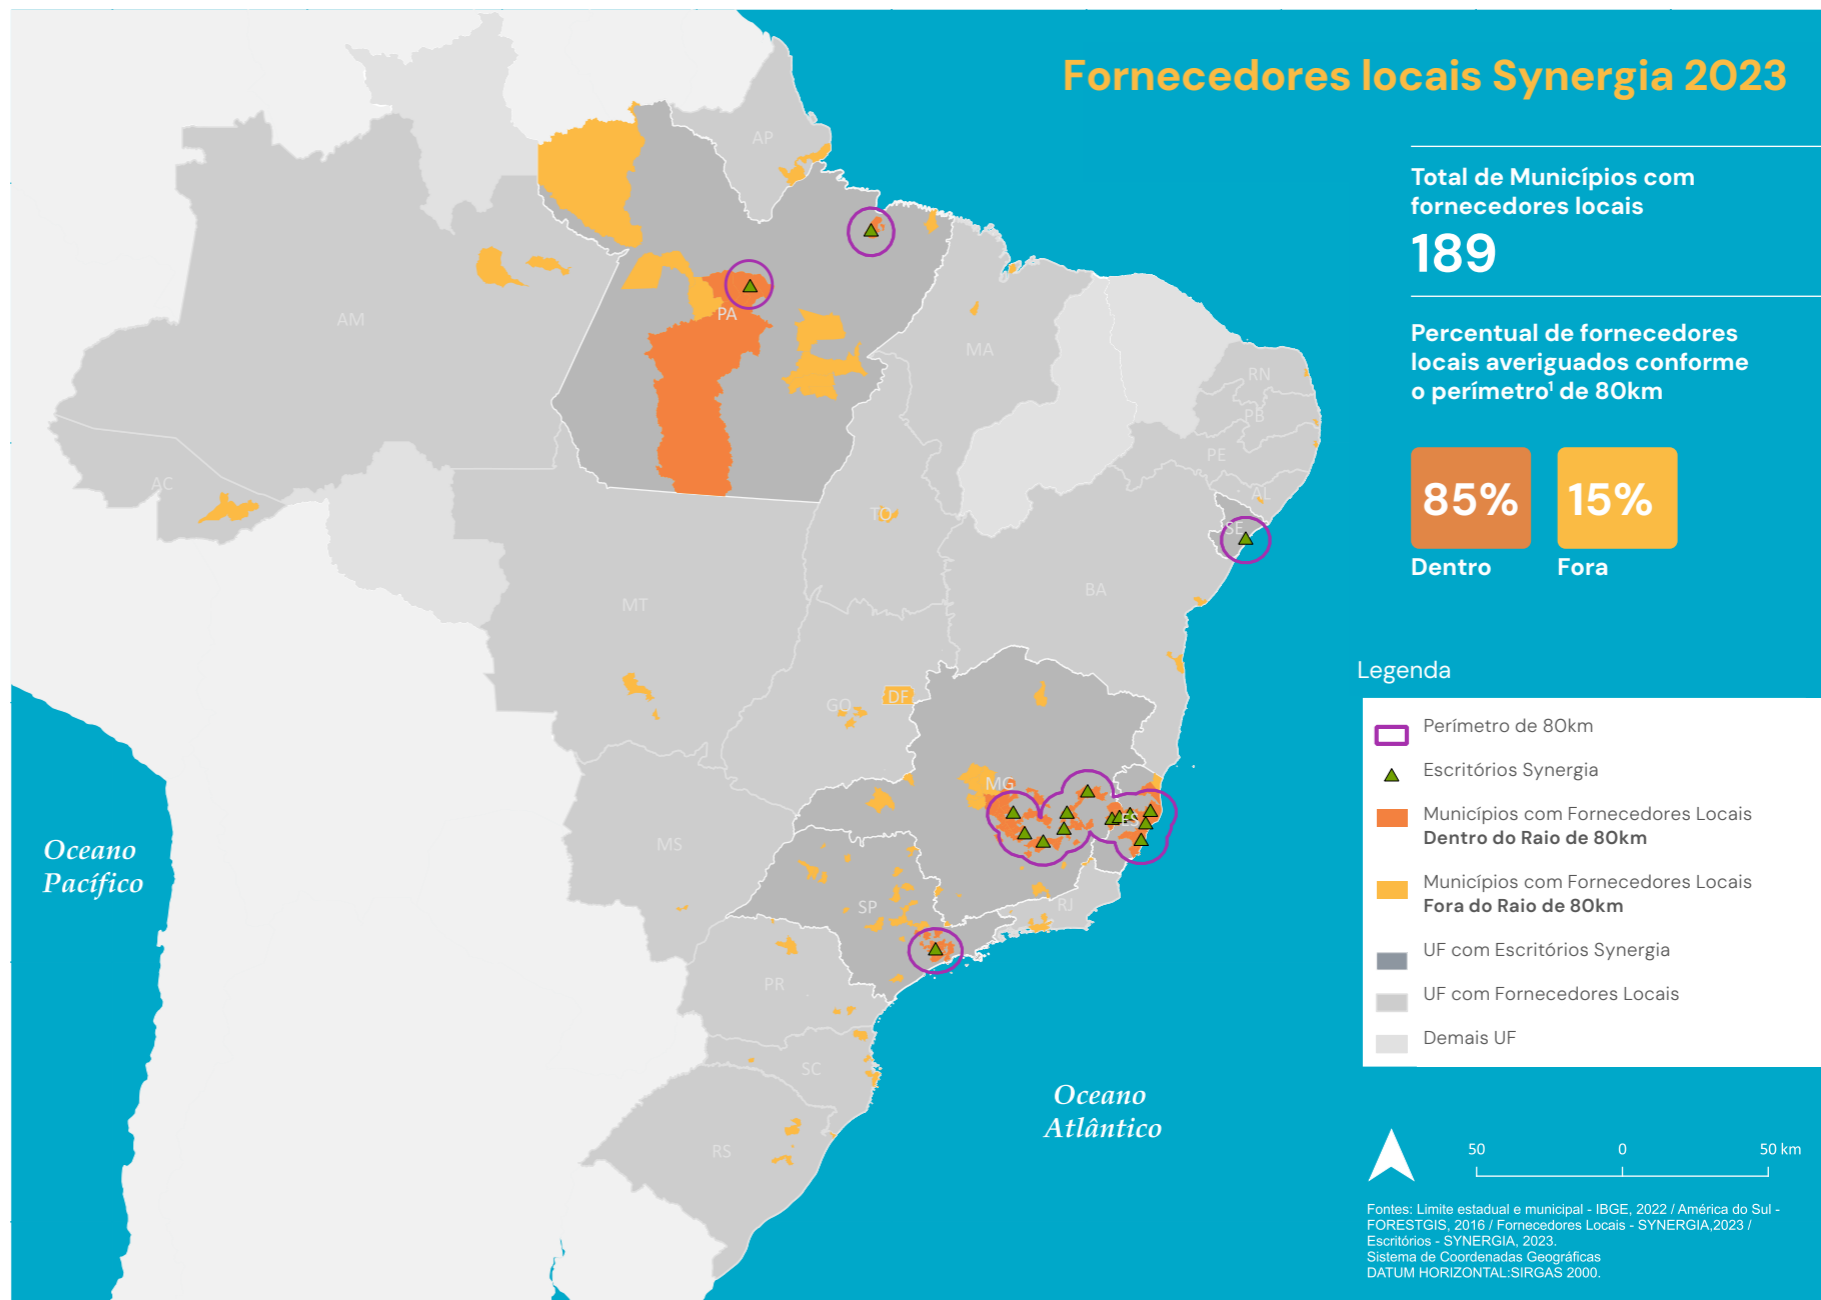 Fornecedores locais Synergia 2023
Total de Municípios com
fornecedores locais
189
Percentual de fornecedores
locais averiguados conforme
o perímetro¹ de 80km
85%
15%
Dentro
Fora
Legenda
Perímetro de 80km
Escritórios Synergia
Municípios com Fornecedores Locais
Dentro do Raio de 80km
Municípios com Fornecedores Locais
Fora do Raio de 80km
UF com Escritórios Synergia
UF com Fornecedores Locais
Demais UF
50
0
50 km
Fontes: Limite estadual e municipal - IBGE, 2022 / América do Sul -
FORESTGIS, 2016 / Fornecedores Locais - SYNERGIA,2023 /
Escritórios - SYNERGIA, 2023.
Sistema de Coordenadas Geográficas
DATUM HORIZONTAL:SIRGAS 2000.
AP
AM
PA
MA
RN
PB
PE
AL
SE
AC
TO
BA
MT
GO
DF
MG
ES
MS
SP
RJ
PR
SC
RS
Oceano
Pacífico
Oceano
Atlântico